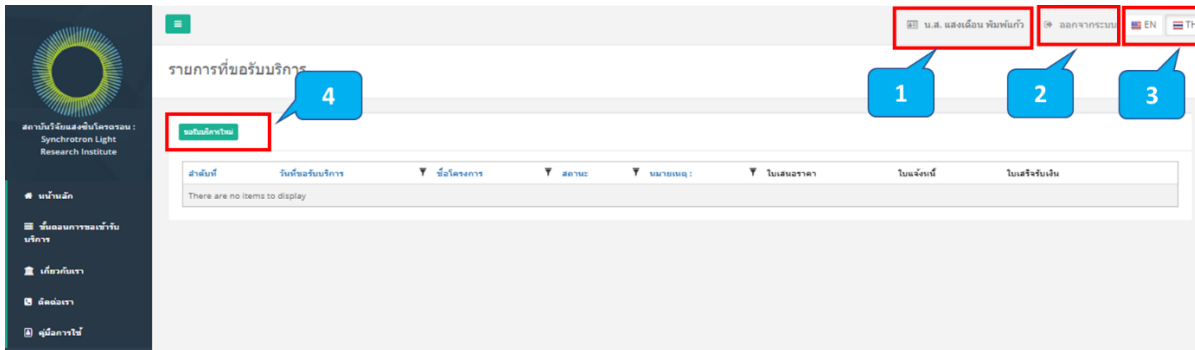 น.ส. แสงเดือน พิมพ์แก้ว
ออกจากระบบ
EN
TH
รายการที่ขอรับบริการ
1
2
3
4
สถาบันวิจัยแสงซินโครตรอน :
Synchrotron Light
Research Institute
ขอรับบริการใหม่
ลำดับที่ วันที่ขอรับบริการ ชื่อโครงการ สถานะ หมายเหตุ : ใบเสนอราคา ใบแจ้งหนี้ ใบเสร็จรับเงิน
There are no items to display
หน้าหลัก
ขั้นตอนการขอเข้ารับ
บริการ
เกี่ยวกับเรา
ติดต่อเรา
คู่มือการใช้